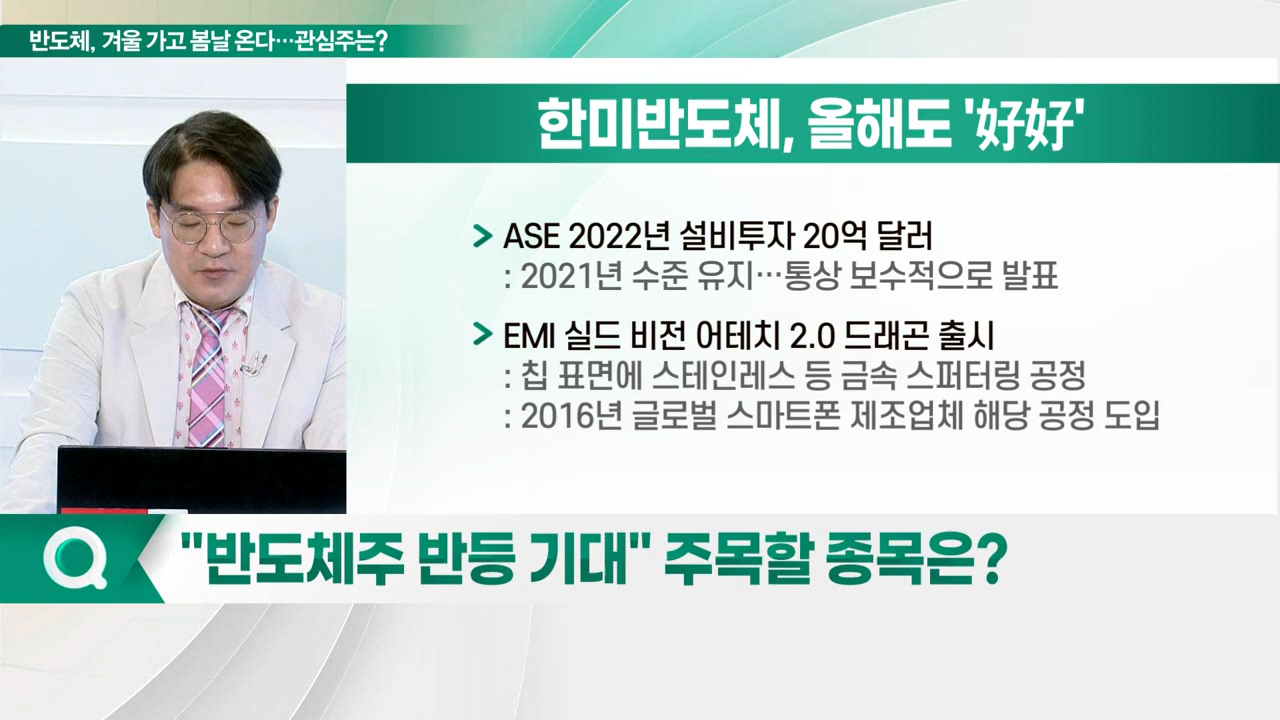 반도체, 겨울 가고 봄날 온다…관심주는?
한미반도체, 올해도 '好好'
> ASE 2022년 설비투자 20억 달러
: 2021년 수준 유지…통상 보수적으로 발표
> EMI 실드 비전 어테치 2.0 드래곤 출시
: 칩 표면에 스테인레스 등 금속 스퍼터링 공정
: 2016년 글로벌 스마트폰 제조업체 해당 공정 도입
"반도체주 반등 기대" 주목할 종목은?